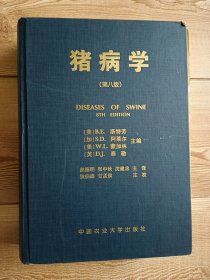 猪病学
（第八版）
DISEASES OF SWINE
8TH EDITION
[美] B.E. 斯特劳
[加] S.D. 阿莱尔
[美] W.L. 蒙加林
[英] D.J. 泰勒
主编
赵德明 张中秋 沈建忠 主译
主校
中国农业大学出版社